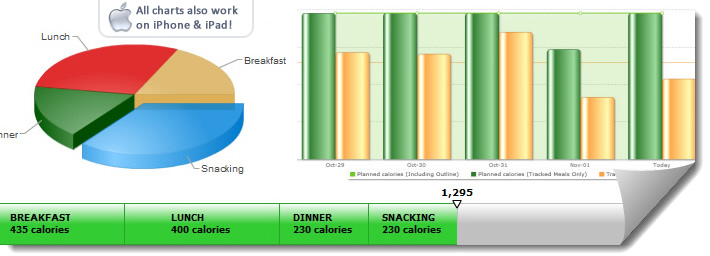 All charts also work
on iPhone & iPad!
Lunch
Breakfast
nner
Snacking
Oct-29 Oct-30 Oct-31 Nov-01 Today
Planned calories (Including Outline) Planned calories (Tracked Meals Only) Tra
1,295
BREAKFAST LUNCH DINNER SNACKING
435 calories 400 calories 230 calories 230 calories